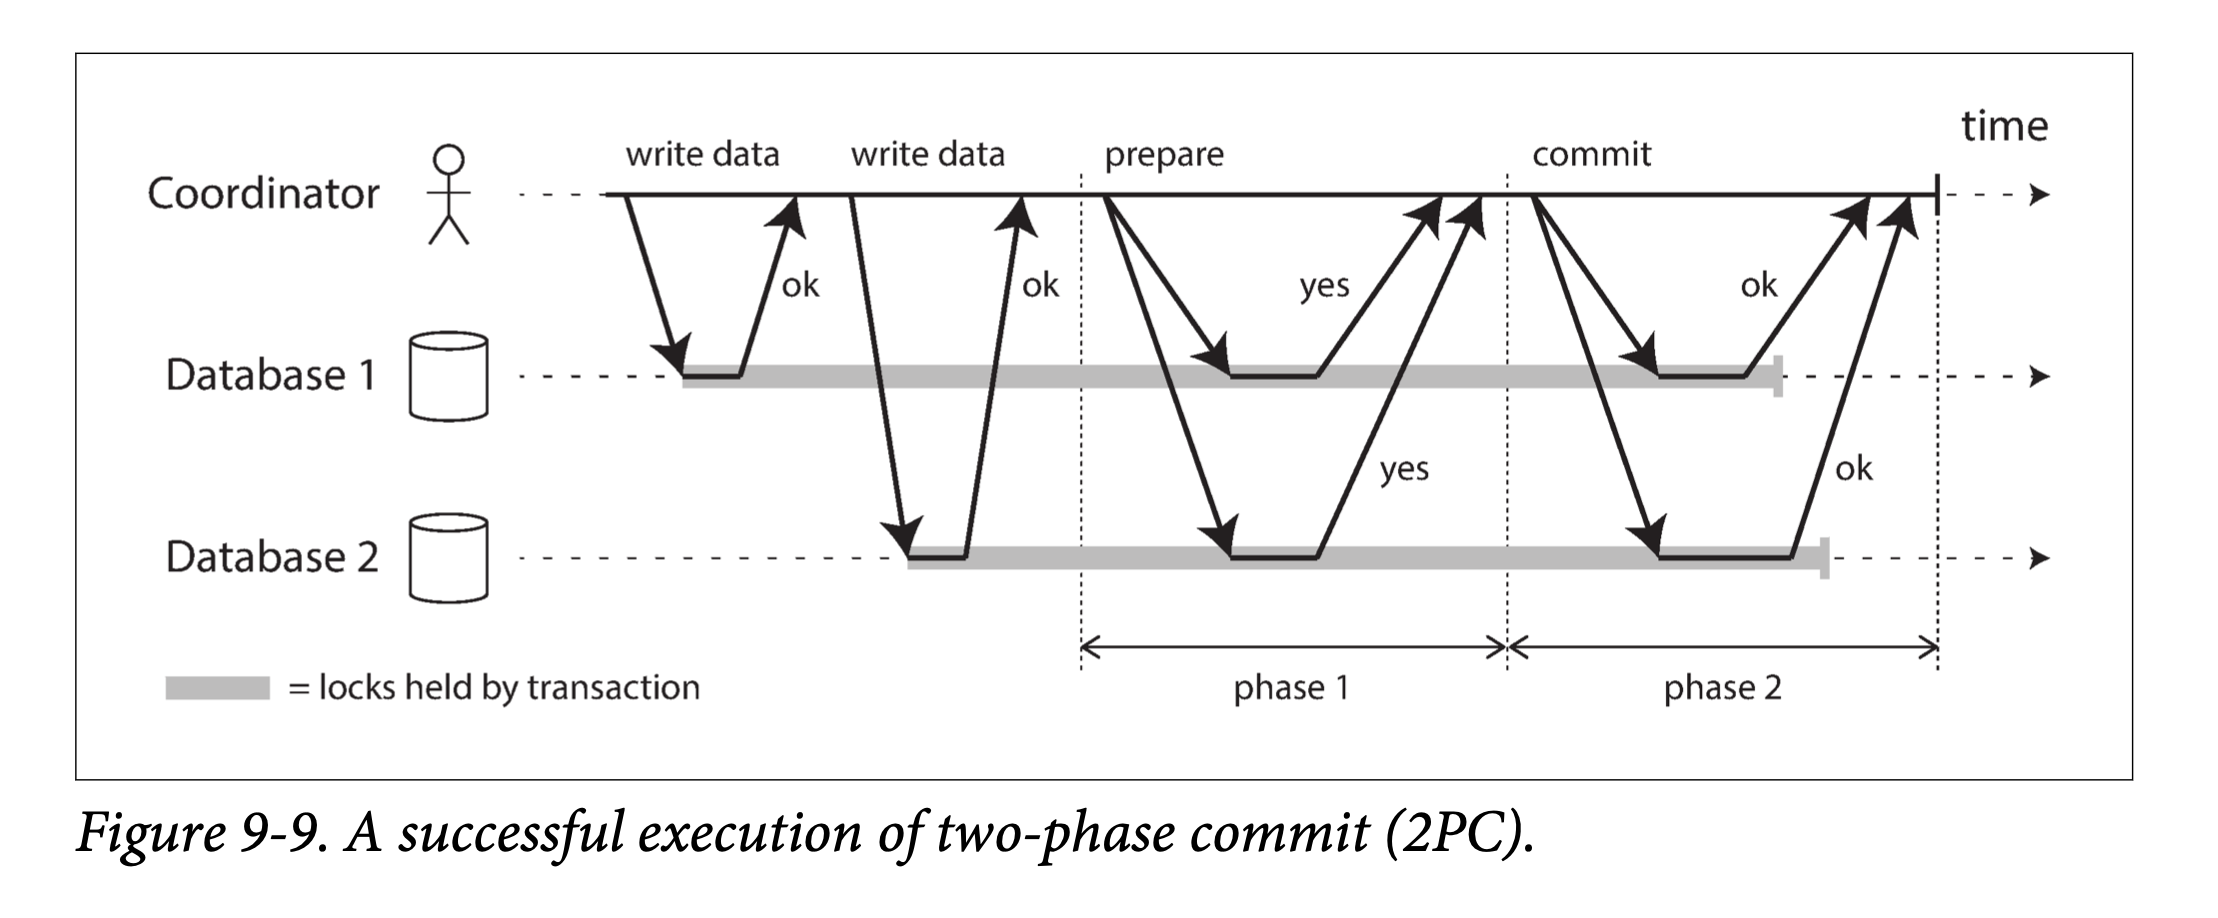 time
write data write data prepare commit
Coordinator
ok ok yes ok
Database 1
yes ok
Database 2
= locks held by transaction
phase 1 phase 2
Figure 9-9. A successful execution of two-phase commit (2PC).